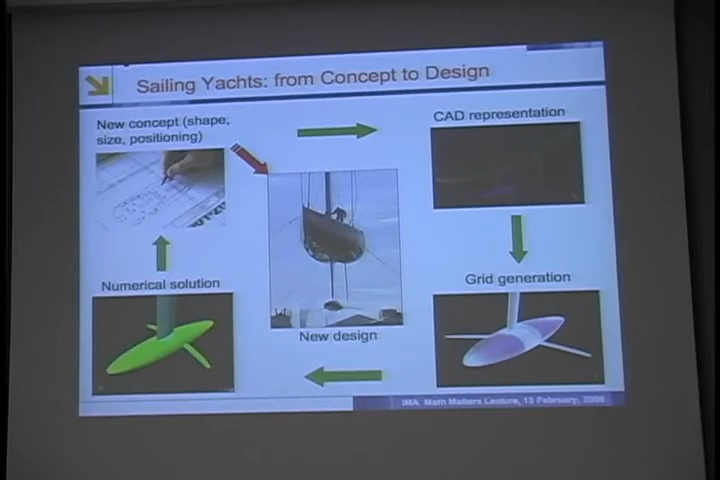 Sailing Yachts: from Concept to Design
New concept (shape,
size, positioning)
CAD representation
Numerical solution
Grid generation
New design
IMA Math Matters Lecture, 13 February, 2008